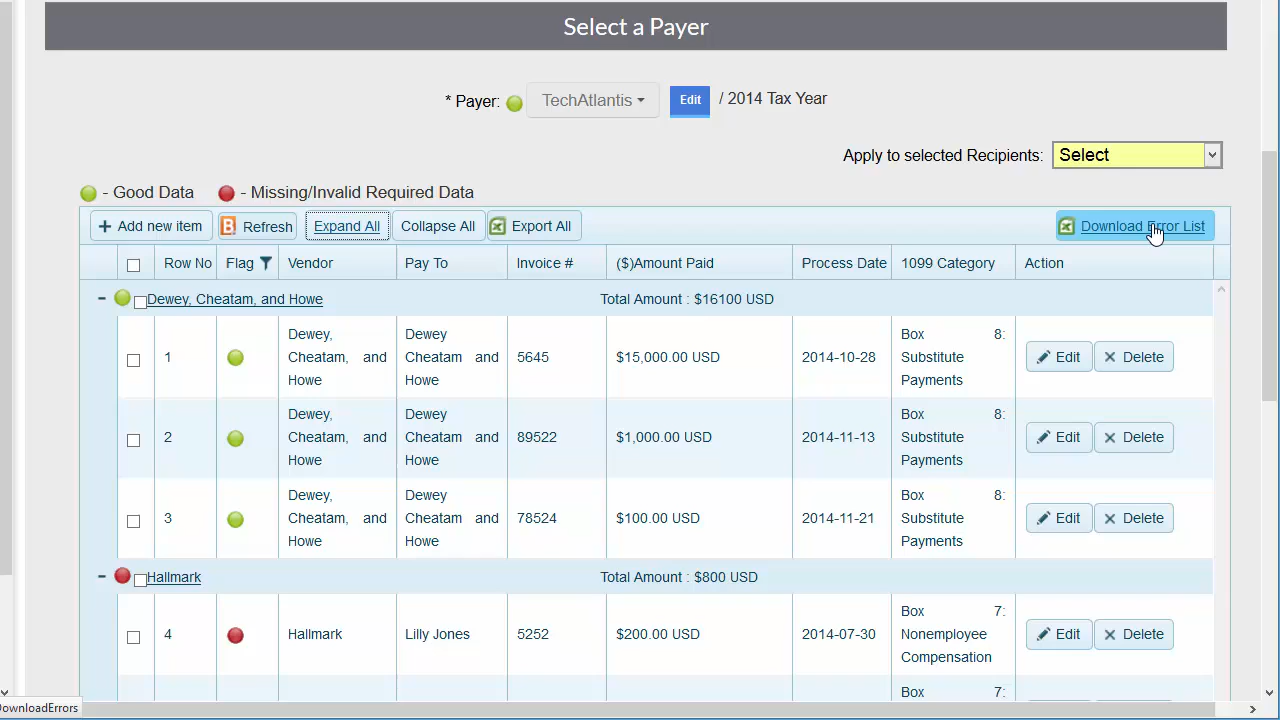 Select a Payer
* Payer: TechAtlantis Edit / 2014 Tax Year
Apply to selected Recipients: Select
- Good Data - Missing/Invalid Required Data
+ Add new item B Refresh Expand All Collapse All Export All Download Error List
Row No Flag Vendor Pay To Invoice # ($)Amount Paid Process Date 1099 Category Action
Dewey, Cheatam, and Howe Total Amount : $16100 USD
Dewey, Dewey Box 8:
1 Cheatam, and Cheatam and 5645 $15,000.00 USD 2014-10-28 Substitute Edit Delete
Howe Howe Payments
Dewey, Dewey Box 8:
2 Cheatam, and Cheatam and 89522 $1,000.00 USD 2014-11-13 Substitute Edit Delete
Howe Howe Payments
Dewey, Dewey Box 8:
3 Cheatam, and Cheatam and 78524 $100.00 USD 2014-11-21 Substitute Edit Delete
Howe Howe Payments
Hallmark Total Amount : $800 USD
Box 7:
4 Hallmark Lilly Jones 5252 $200.00 USD 2014-07-30 Nonemployee Edit Delete
Compensation
Box 7:
DownloadErrors